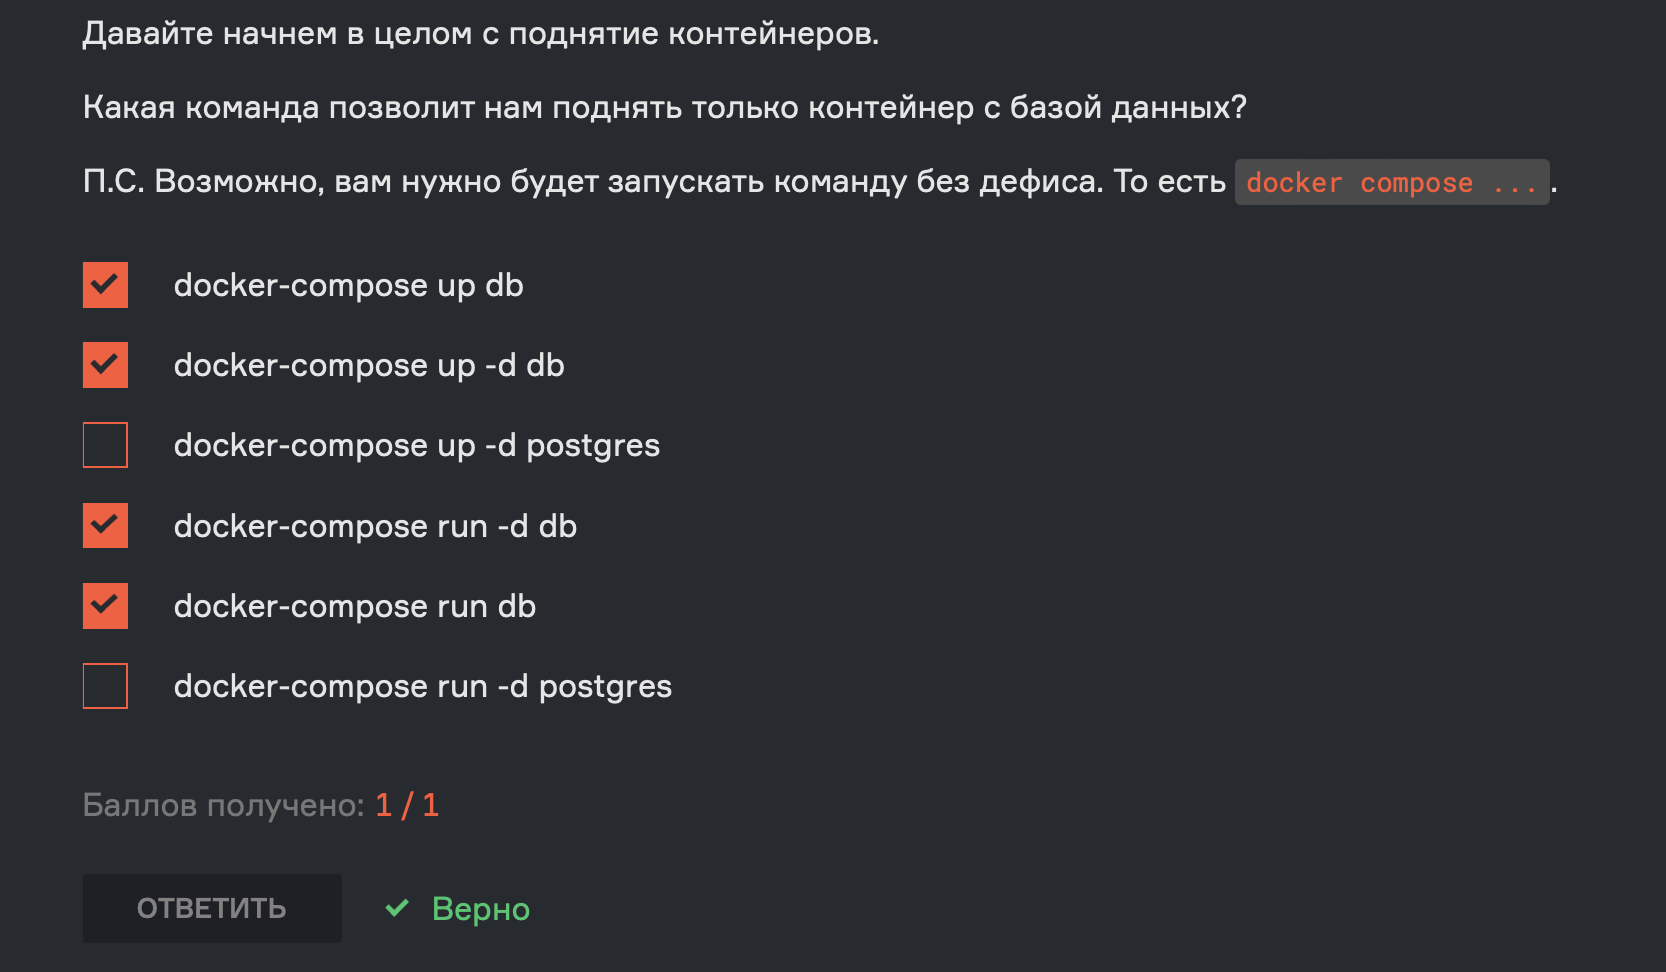 Давайте начнем в целом с поднятие контейнеров.
Какая команда позволит нам поднять только контейнер с базой данных?
П.С. Возможно, вам нужно будет запускать команду без дефиса. То есть docker compose ... .
docker-compose up db
docker-compose up -d db
docker-compose up -d postgres
docker-compose run -d db
docker-compose run db
docker-compose run -d postgres
Баллов получено: 1 / 1
ОТВЕТИТЬ Верно